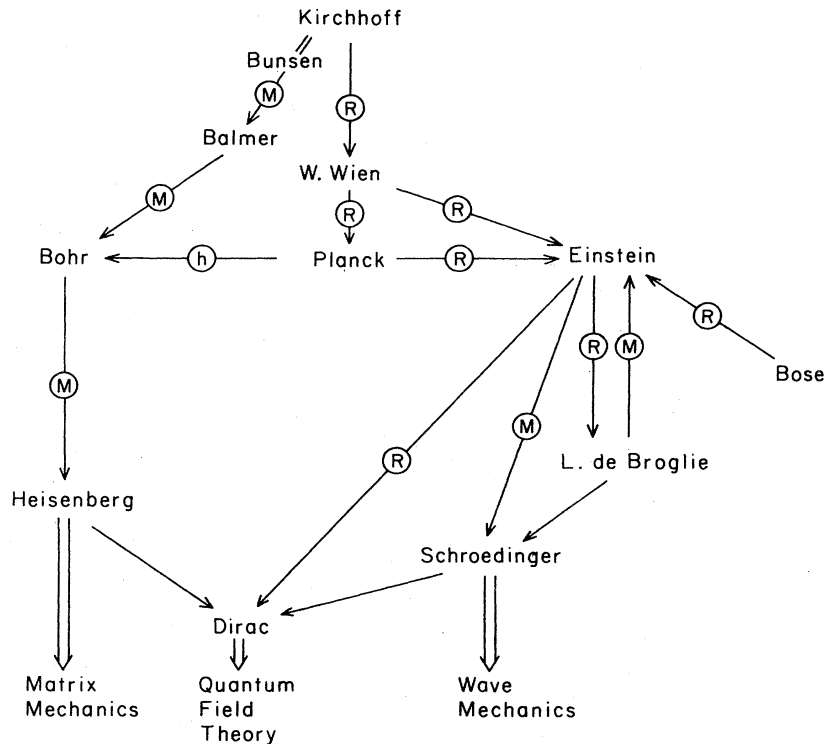 Kirchhoff
Bunsen
M
R
Balmer
W. Wien
M
R
R
Bohr
h
Planck
R
Einstein
R
R
M
Bose
M
M
R
L. de Broglie
Heisenberg
Schroedinger
Dirac
Matrix
Mechanics
Quantum
Field
Theory
Wave
Mechanics